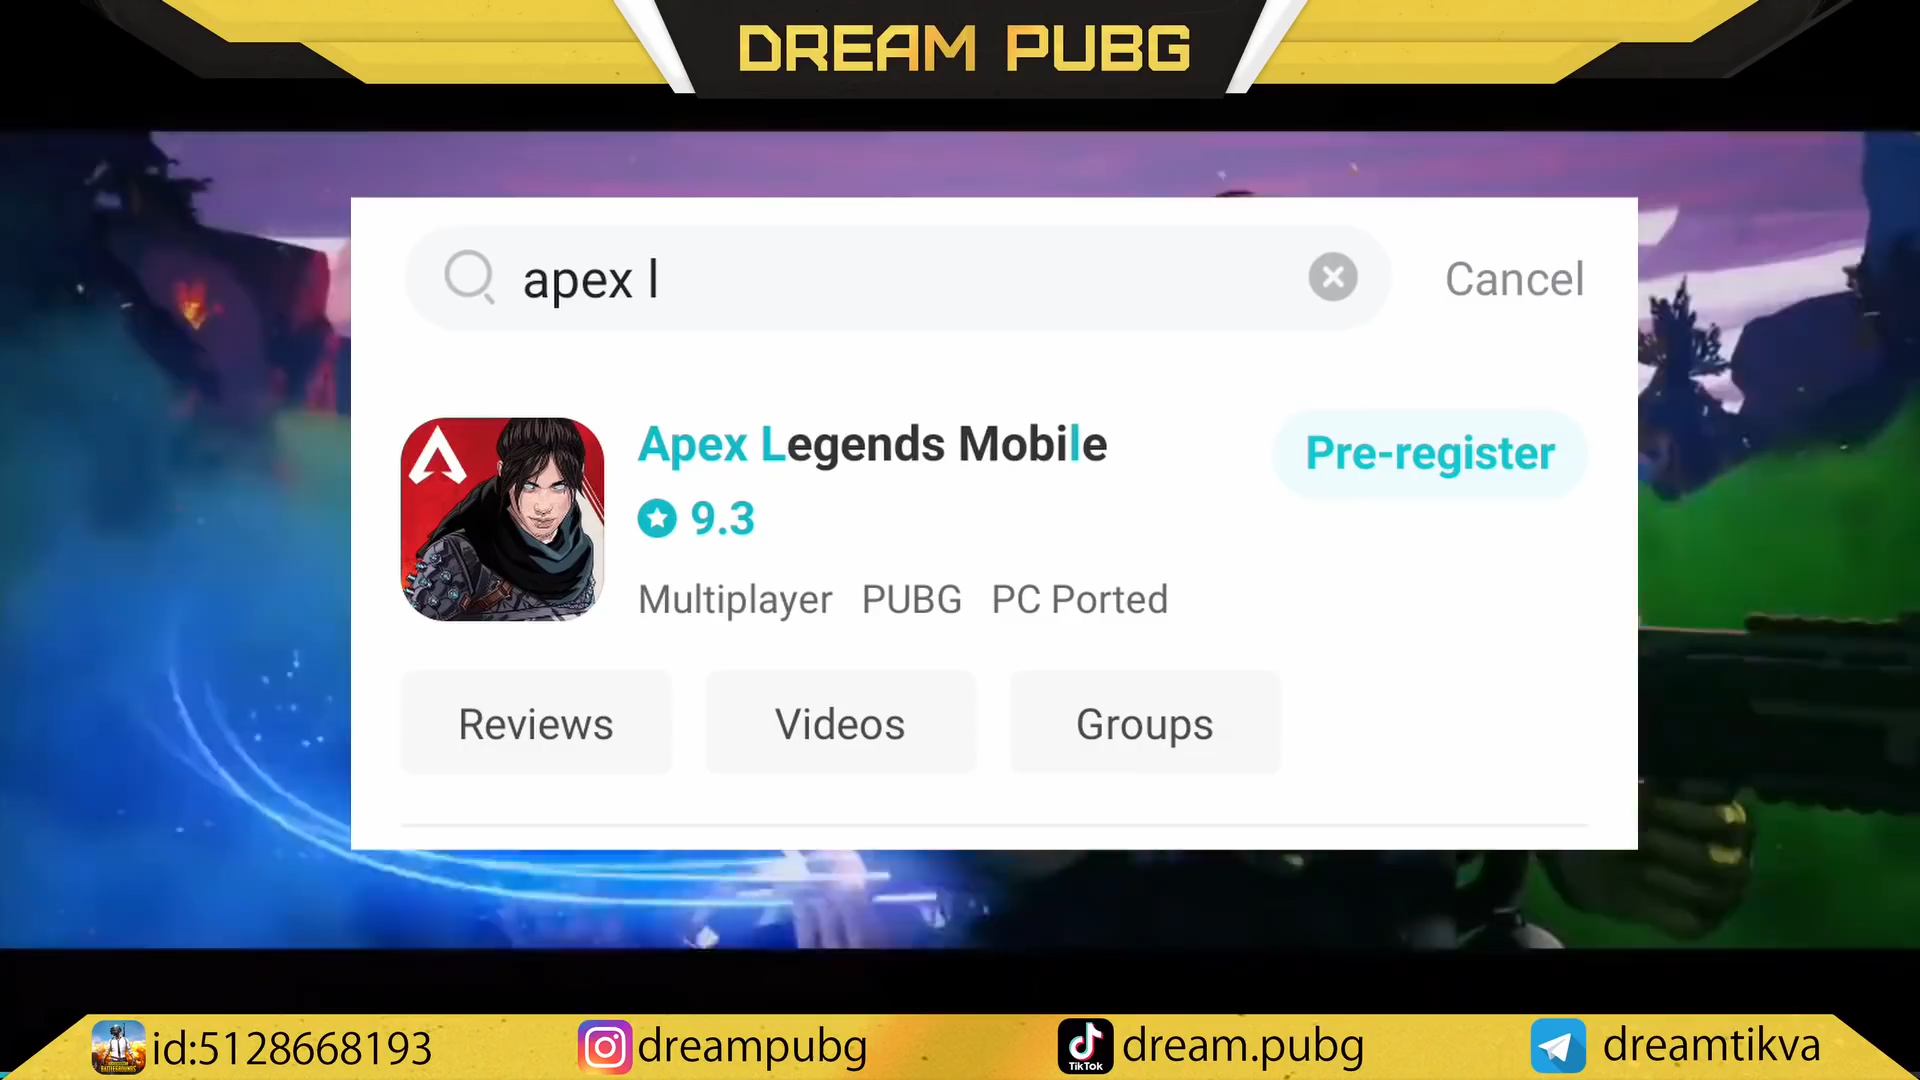 DREAM PUBG
apex l
Cancel
Apex Legends Mobile
Pre-register
9.3
Multiplayer PUBG PC Ported
Reviews
Videos
Groups
id:5128668193
dreampubg
TikTok
dream.pubg
dreamtikva